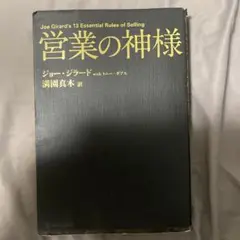 Joe Girard's 13 Essential Rules of Selling
営業の神様
ジョー・ジラード with トニー・ギブス
満園真木 訳